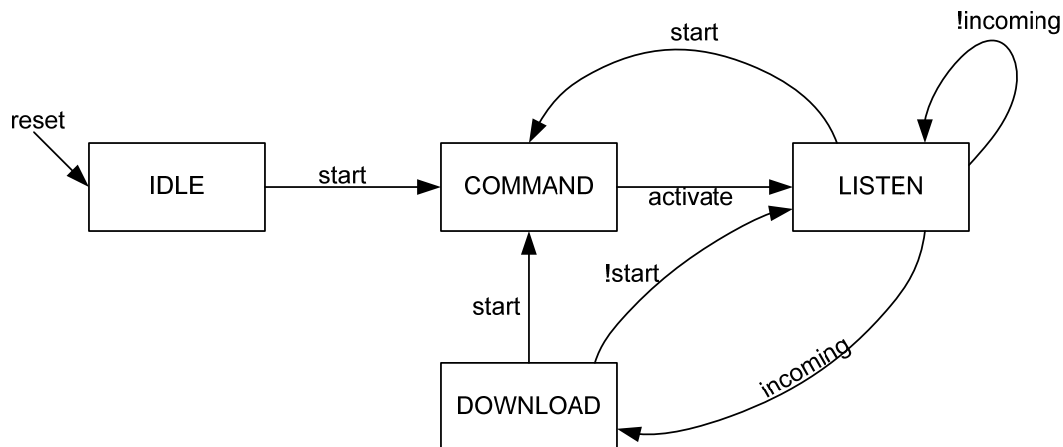 !incoming
start
reset
IDLE
start
COMMAND
activate
LISTEN
!start
start
incoming
DOWNLOAD